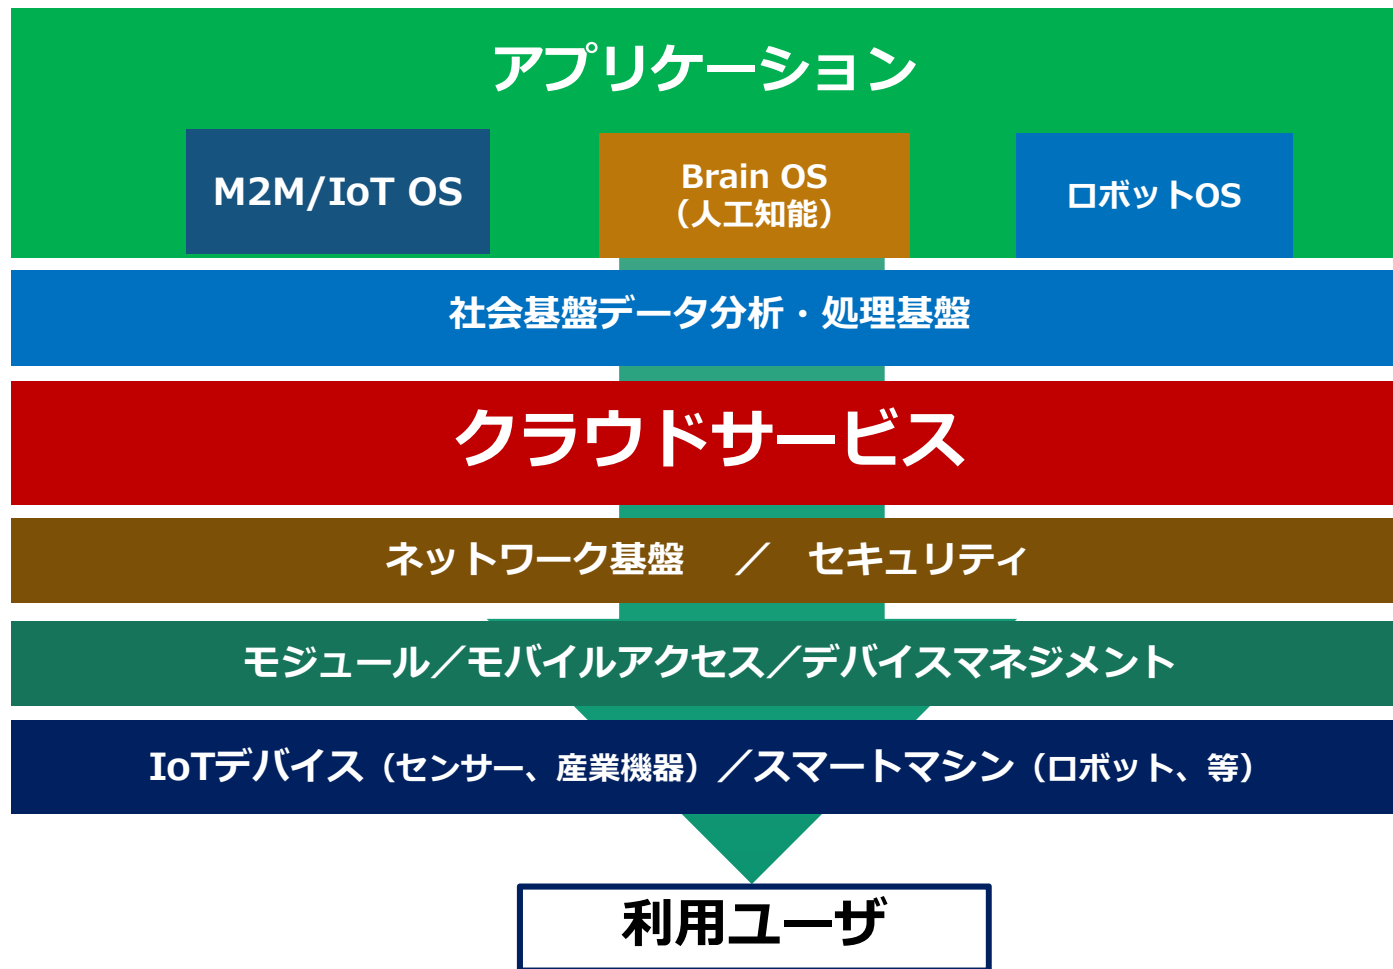 アプリケーション
M2M/IoT OS
Brain OS
（人工知能）
ロボットOS
社会基盤データ分析・処理基盤
クラウドサービス
ネットワーク基盤　／　セキュリティ
モジュール／モバイルアクセス／デバイスマネジメント
IoTデバイス（センサー、産業機器）／スマートマシン（ロボット、等）
利用ユーザ